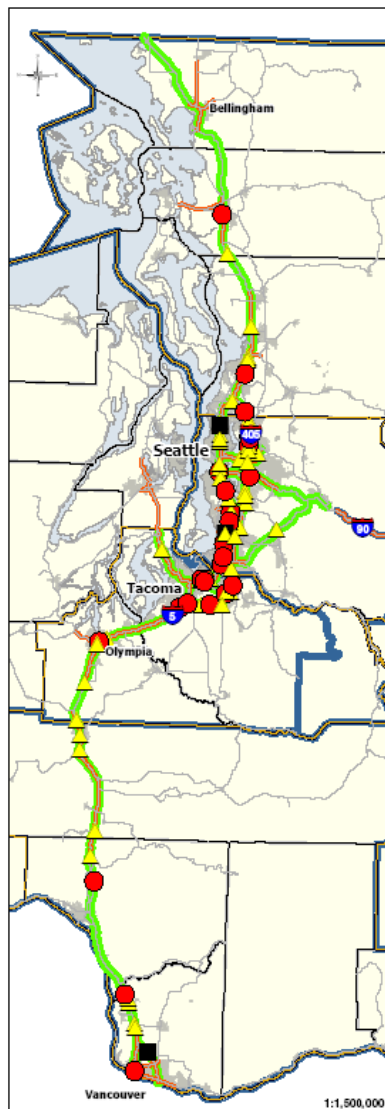 Bellingham
405
Seattle
90
Tacoma
5
Olympia
Vancouver
1:1,500,000